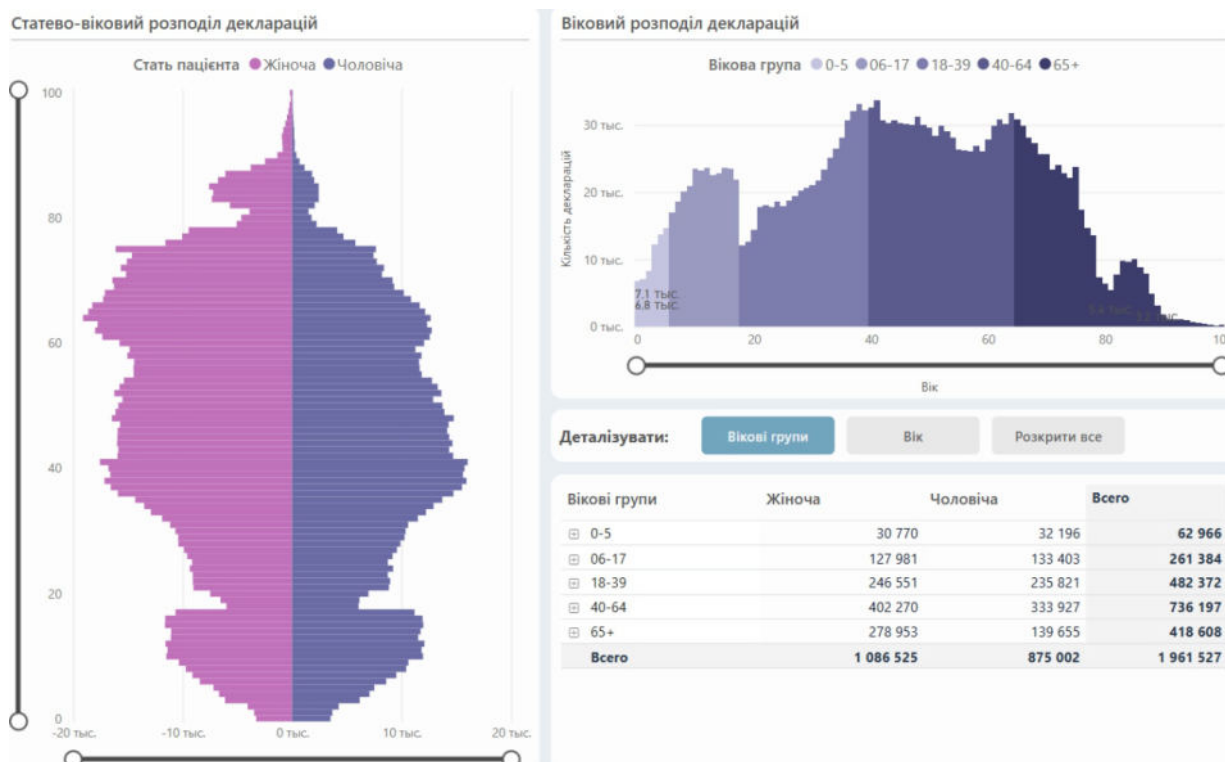 Статево-віковий розподіл декларацій
Стать пацієнта Жіноча Чоловіча
100
80
60
40
20
0
-20 тыс. -10 тыс. 0 тыс. 10 тыс. 20 тыс.
Віковий розподіл декларацій
Вікова група 0-5 06-17 18-39 40-64 65+
Кількість декларацій
30 тыс.
20 тыс.
10 тыс.
0 тыс.
7.1 тыс.
6.8 тыс.
0 20 40 60 80
Вік
Деталізувати: Вікові групи Вік Розкрити все
Вікові групи Жіноча Чоловіча Всего
0-5 30 770 32 196 62 966
06-17 127 981 133 403 261 384
18-39 246 551 235 821 482 372
40-64 402 270 333 927 736 197
65+ 278 953 139 655 418 608
Всего 1 086 525 875 002 1 961 527